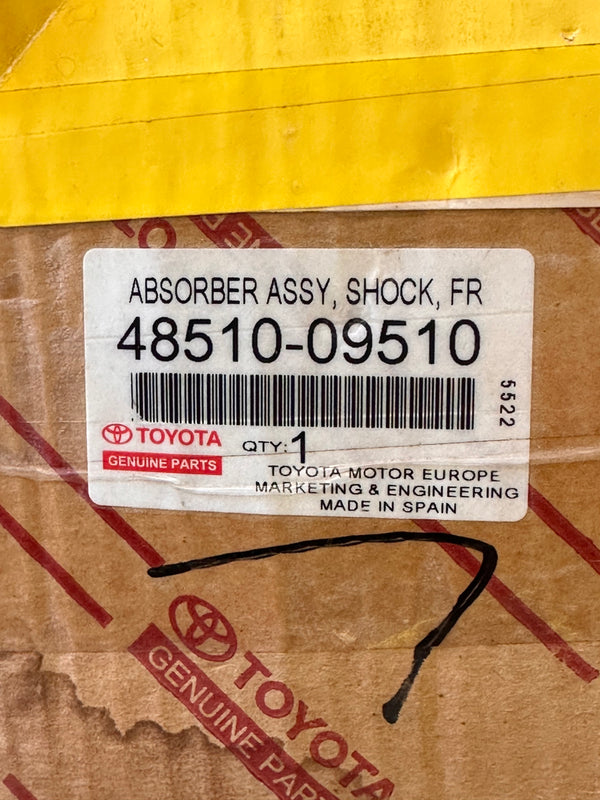 ABSORBER ASSY, SHOCK, FR
48510-09510
5522
TOYOTA
GENUINE PARTS
QTY:1
TOYOTA MOTOR EUROPE
MARKETING & ENGINEERING
MADE IN SPAIN
TOYOTA
GENUINE PAR